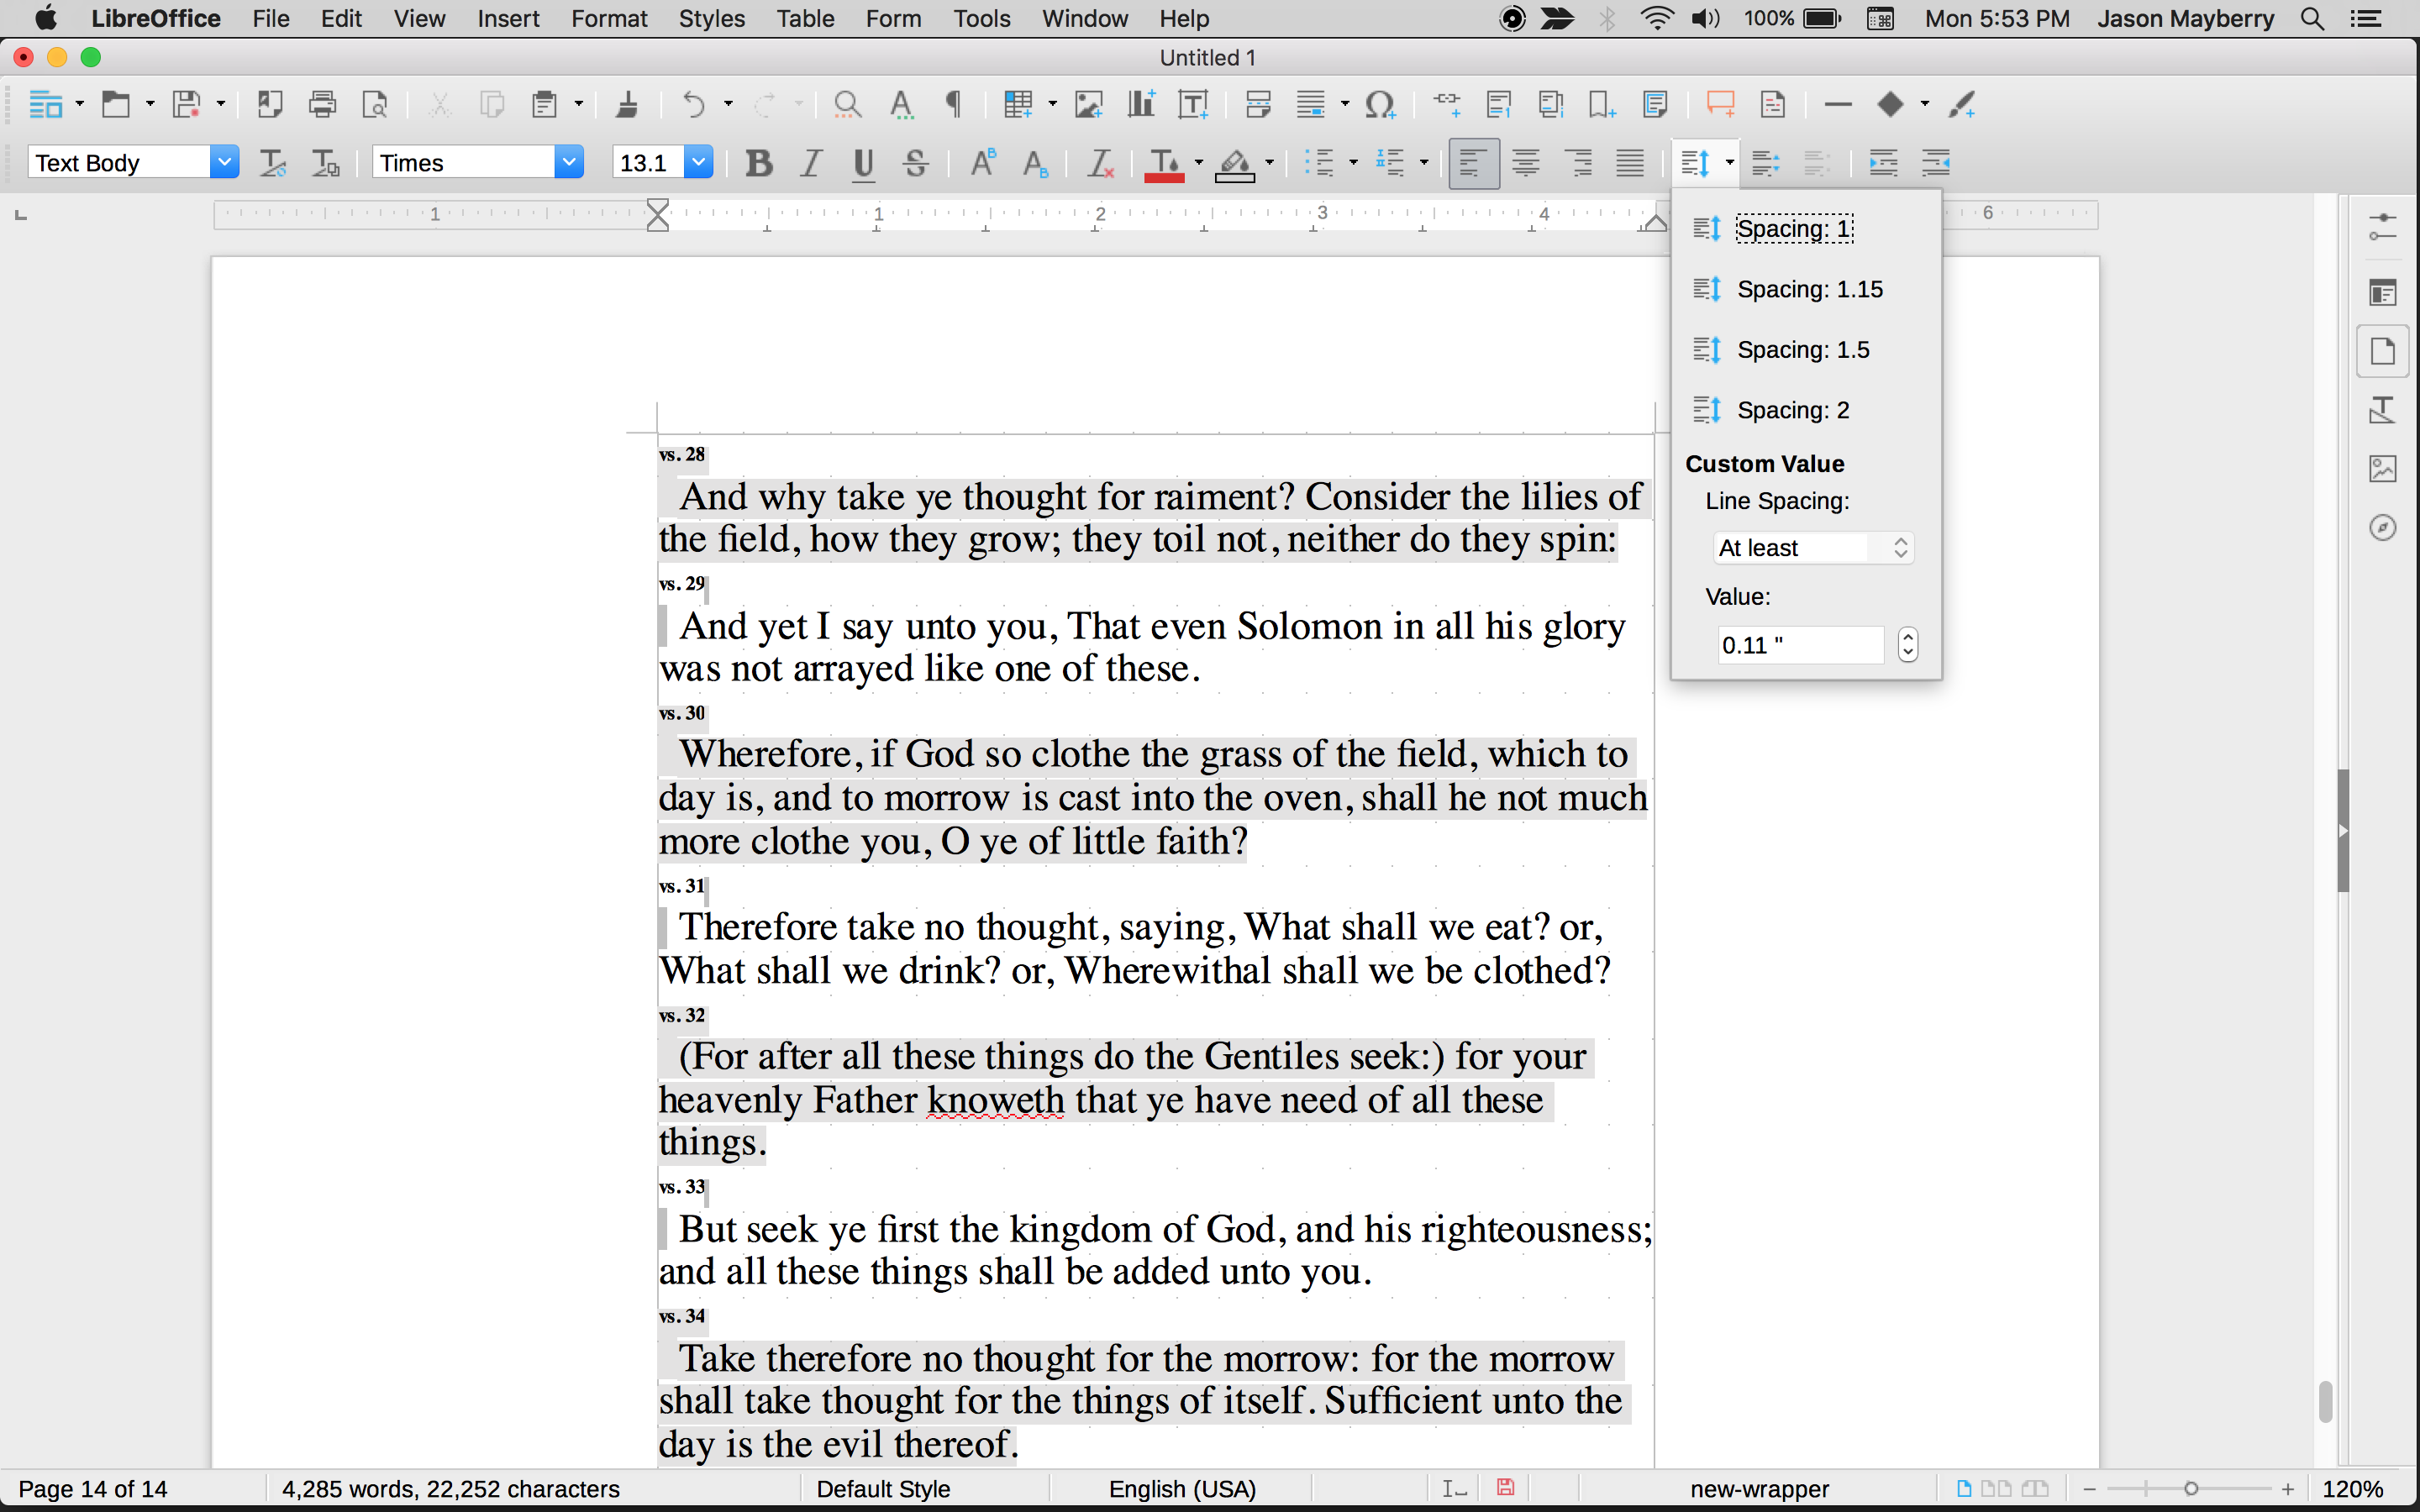 LibreOffice File Edit View Insert Format Styles Table Form Tools Window Help 100% Mon 5:53 PM Jason Mayberry
Untitled 1
Text Body Times 13.1
1 1 2 3 4 6
Spacing: 1
Spacing: 1.15
Spacing: 1.5
Spacing: 2
Custom Value
Line Spacing:
At least
Value:
0.11 "
vs. 28
And why take ye thought for raiment? Consider the lilies of
the field, how they grow; they toil not, neither do they spin:
vs. 29
And yet I say unto you, That even Solomon in all his glory
was not arrayed like one of these.
vs. 30
Wherefore, if God so clothe the grass of the field, which to
day is, and to morrow is cast into the oven, shall he not much
more clothe you, O ye of little faith?
vs. 31
Therefore take no thought, saying, What shall we eat? or,
What shall we drink? or, Wherewithal shall we be clothed?
vs. 32
(For after all these things do the Gentiles seek:) for your
heavenly Father knoweth that ye have need of all these
things.
vs. 33
But seek ye first the kingdom of God, and his righteousness;
and all these things shall be added unto you.
vs. 34
Take therefore no thought for the morrow: for the morrow
shall take thought for the things of itself. Sufficient unto the
day is the evil thereof.
Page 14 of 14 4,285 words, 22,252 characters Default Style English (USA) new-wrapper 120%